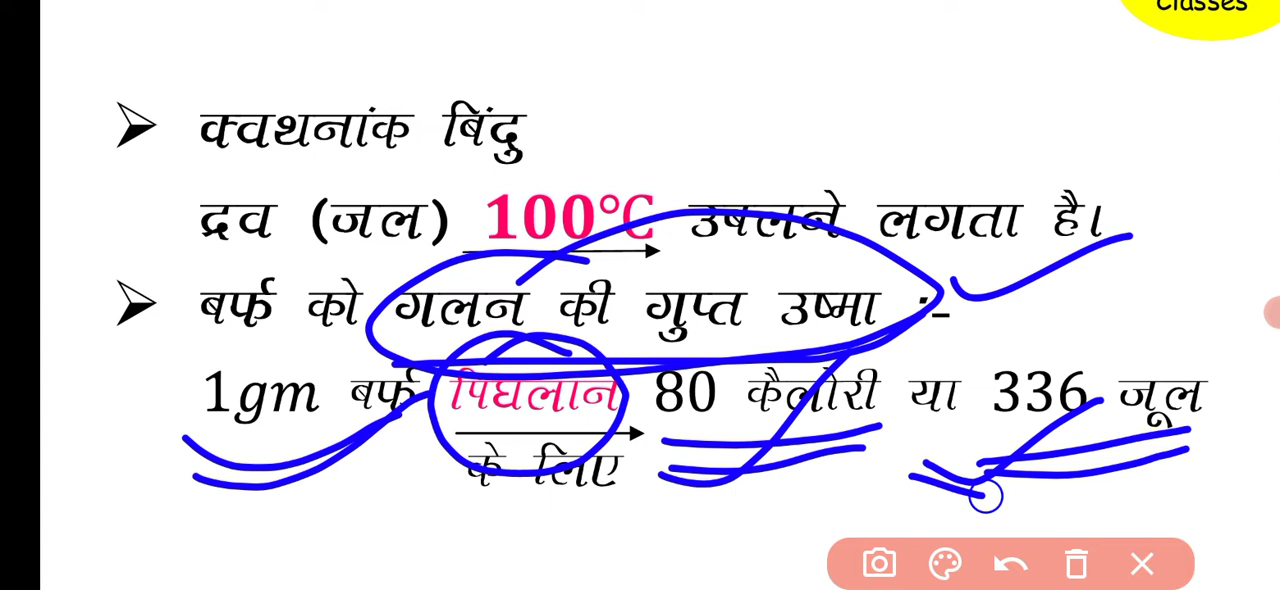 Classes
➤ क्वथनांक बिंदु
द्रव (जल) 100°C उबलने लगता है।
➤ बर्फ को गलन की गुप्त उष्मा :-
1gm बर्फ पिघलान 80 कैलोरी या 336 जूल
के लिए